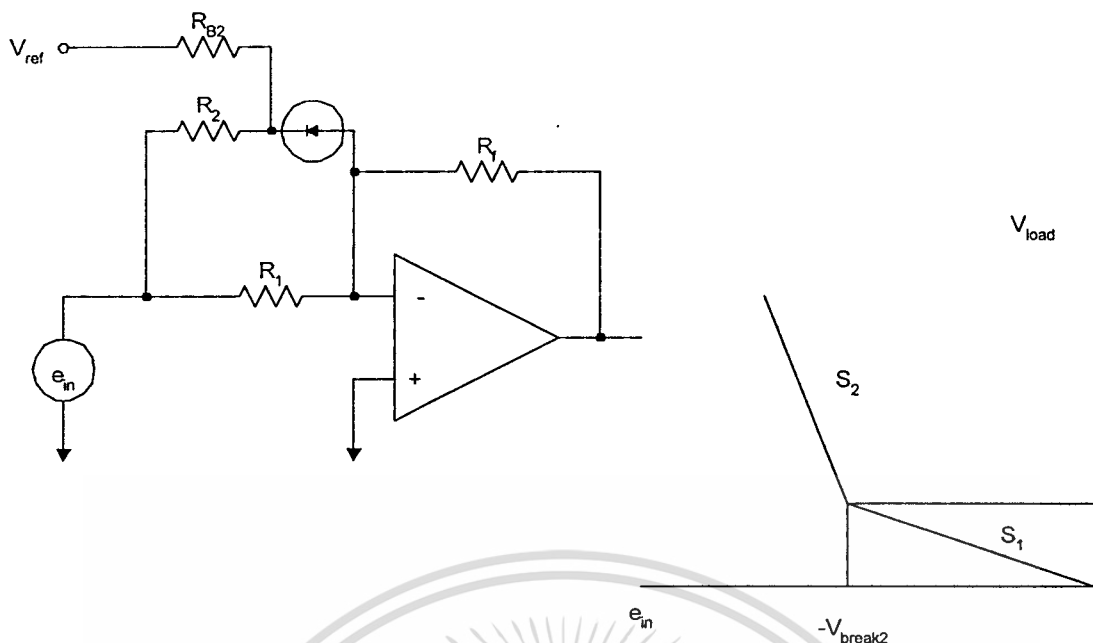 R_B2
V_ref
R_2
R_f
V_load
R_1
-
S_2
e_in
+
S_1
e_in
-V_break2